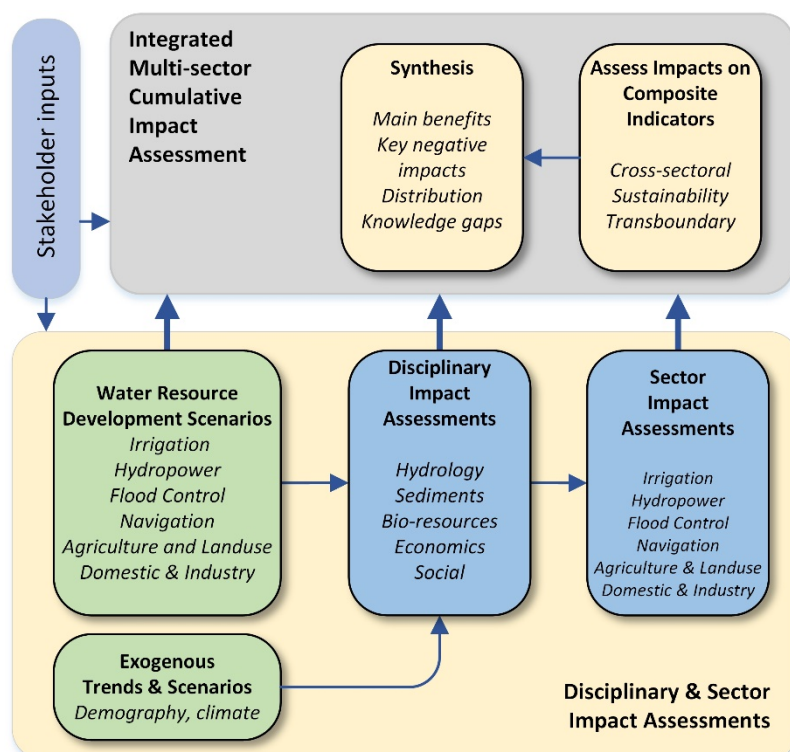 Stakeholder inputs
Integrated
Multi-sector
Cumulative
Impact
Assessment
Synthesis
Main benefits
Key negative
impacts
Distribution
Knowledge gaps
Assess Impacts on
Composite
Indicators
Cross-sectoral
Sustainability
Transboundary
Water Resource
Development Scenarios
Irrigation
Hydropower
Flood Control
Navigation
Agriculture and Landuse
Domestic & Industry
Disciplinary
Impact
Assessments
Hydrology
Sediments
Bio-resources
Economics
Social
Sector
Impact
Assessments
Irrigation
Hydropower
Flood Control
Navigation
Agriculture & Landuse
Domestic & Industry
Exogenous
Trends & Scenarios
Demography, climate
Disciplinary & Sector
Impact Assessments